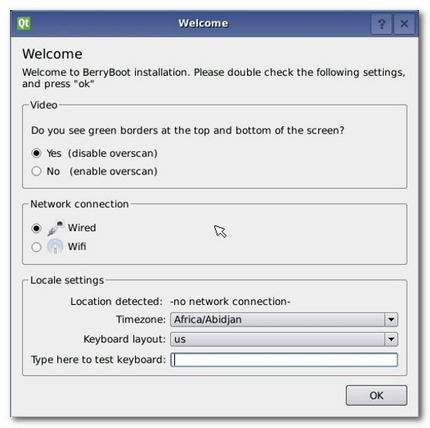 Qt Welcome ? ×
Welcome
Welcome to BerryBoot installation. Please double check the following settings,
and press "ok"
Video
Do you see green borders at the top and bottom of the screen?
Yes (disable overscan)
No (enable overscan)
Network connection
Wired
Wifi
Locale settings
Location detected: -no network connection-
Timezone: Africa/Abidjan
Keyboard layout: us
Type here to test keyboard:
OK